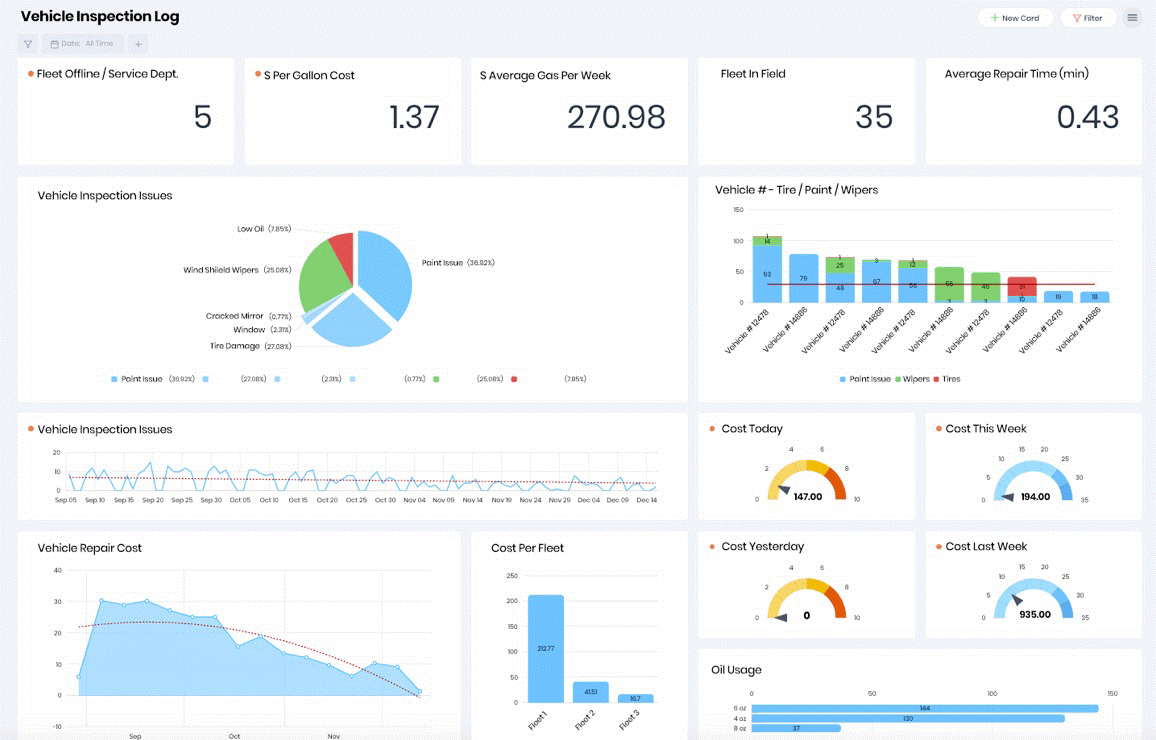 Vehicle Inspection Log
+ New Card
Filter
Date: All Time
+
Fleet Offline / Service Dept.
5
$ Per Gallon Cost
1.37
$ Average Gas Per Week
270.98
Fleet In Field
35
Average Repair Time (min)
0.43
Vehicle Inspection Issues
Low Oil (7.85%)
Paint Issue (36.92%)
Wind Shield Wipers (25.08%)
Cracked Mirror (0.77%)
Window (2.31%)
Tire Damage (27.08%)
Paint Issue (36.92%) (27.08%) (2.31%) (0.77%) (25.08%) (7.85%)
Vehicle # - Tire / Paint / Wipers
150
100
50
0
1
14
93
79
1
25
48
3
67
1
12
56
55
3
46
3
10
19
18
Vehicle # 12478
Vehicle # 14886
Vehicle # 12478
Vehicle # 14886
Vehicle # 12478
Vehicle # 14886
Vehicle # 12478
Vehicle # 14886
Vehicle # 12478
Vehicle # 14886
Paint Issue Wipers Tires
Vehicle Inspection Issues
20
10
0
Sep 05 Sep 10 Sep 15 Sep 20 Sep 25 Sep 30 Oct 05 Oct 10 Oct 15 Oct 20 Oct 25 Oct 30 Nov 04 Nov 09 Nov 14 Nov 19 Nov 24 Nov 29 Dec 04 Dec 09 Dec 14
Cost Today
0 2 4 6 8 10
147.00
Cost This Week
0 5 10 15 20 25 30 35
194.00
Vehicle Repair Cost
40
30
20
10
0
-10
Sep Oct Nov
Cost Per Fleet
250
200
150
100
50
0
212.77
41.51
16.7
Fleet 1
Fleet 2
Fleet 3
Cost Yesterday
0 2 4 6 8 10
0
Cost Last Week
0 5 10 15 20 25 30 35
935.00
Oil Usage
0 50 100 150
6 oz 144
4 oz 130
8 oz 37